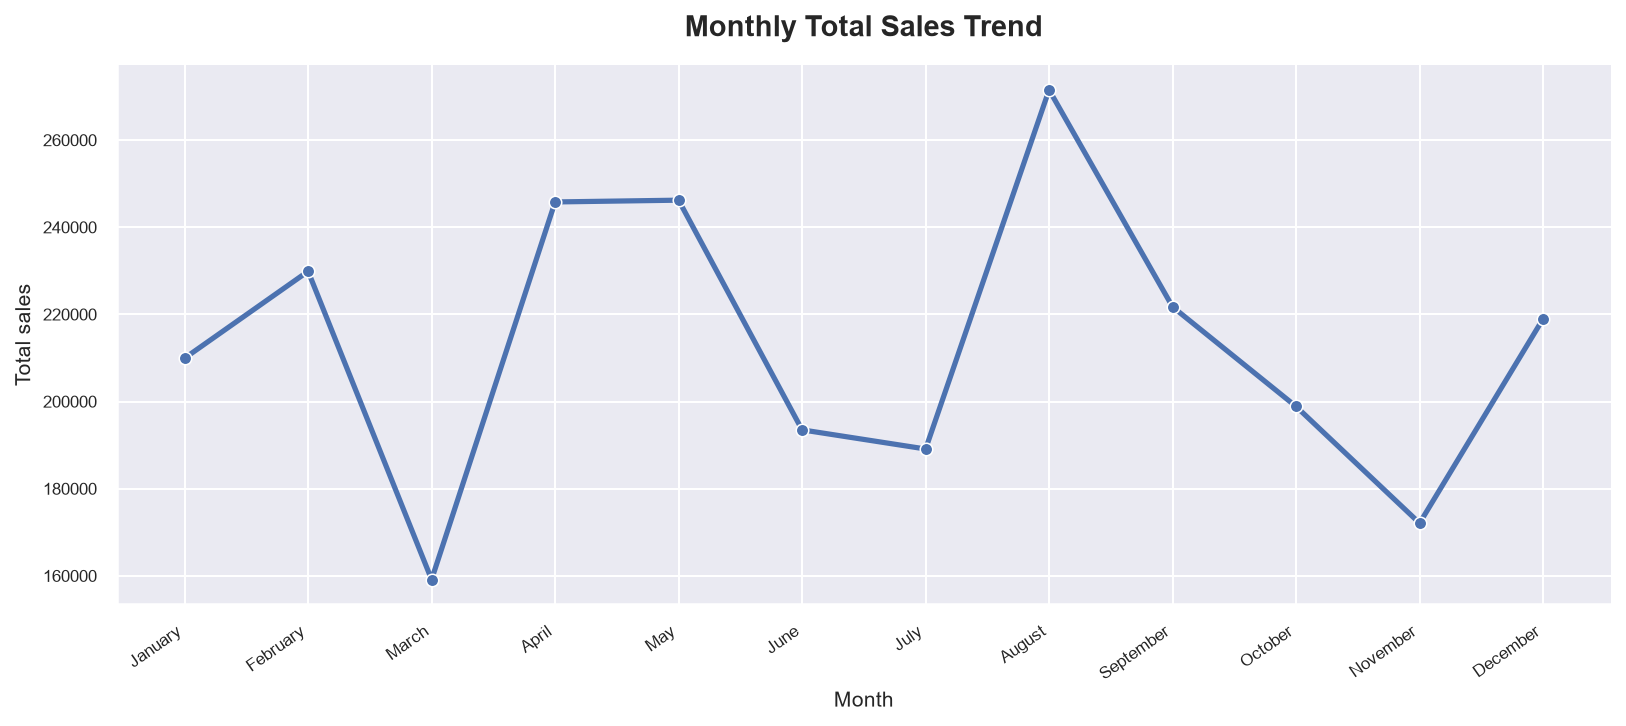 Monthly Total Sales Trend
260000
240000
220000
200000
180000
160000
Total sales
January
February
March
April
May
June
July
August
September
October
November
December
Month